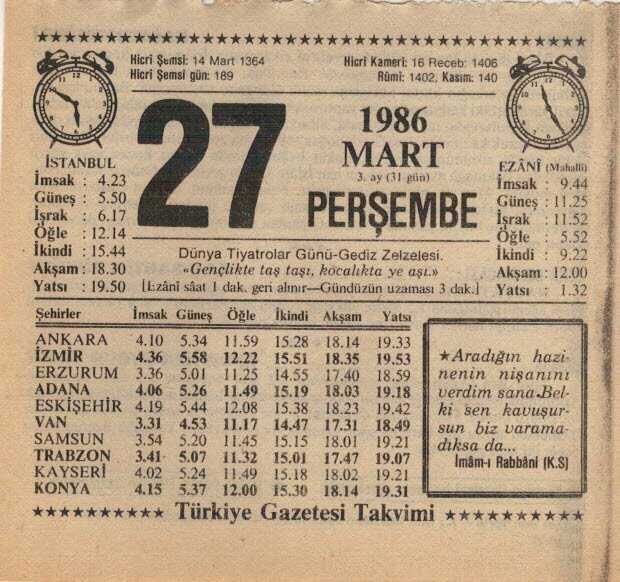 ★★★★★★★★★★★★★★★★★★★★★★★★★★★★★★★★★★★★★
Hicrî Şemsî: 14 Mart 1364
Hicrî Şemsî gün: 189
Hicrî Kamerî: 16 Receb: 1406
Rûmî: 1402, Kasım: 140
27
1986
MART
3. ay (31 gün)
PERŞEMBE
İSTANBUL
İmsak : 4.23
Güneş : 5.50
İşrak : 6.17
Öğle : 12.14
İkindi : 15.44
Akşam : 18.30
Yatsı : 19.50
EZÂNÎ (Mahallî)
İmsak : 9.44
Güneş : 11.25
İşrak : 11.52
Öğle : 5.52
İkindi : 9.22
Akşam : 12.00
Yatsı : 1.32
Dünya Tiyatrolar Günü-Gediz Zelzelesi.
«Gençlikte taş taşı, kocalıkta ye aşı.»
[Ezânî sâat 1 dak. geri alınır—Gündüzün uzaması 3 dak.]
Şehirler İmsak Güneş Öğle İkindi Akşam Yatsı
ANKARA 4.10 5.34 11.59 15.28 18.14 19.33
İZMİR 4.36 5.58 12.22 15.51 18.35 19.53
ERZURUM 3.36 5.01 11.25 14.55 17.40 18.59
ADANA 4.06 5.26 11.49 15.19 18.03 19.18
ESKİŞEHİR 4.19 5.44 12.08 15.38 18.23 19.42
VAN 3.31 4.53 11.17 14.47 17.31 18.49
SAMSUN 3.54 5.20 11.45 15.15 18.01 19.21
TRABZON 3.41 5.07 11.32 15.01 17.47 19.07
KAYSERİ 4.02 5.24 11.49 15.18 18.02 19.21
KONYA 4.15 5.37 12.00 15.30 18.14 19.31
★Aradığın hazi-
nenin nişanını
verdim sana.Bel-
ki sen kavuşur-
sun biz varama-
dıksa da...
İmâm-ı Rabbânî (K.S)
★★★★★★★★★★ Türkiye Gazetesi Takvimi ★★★★★★★★★★